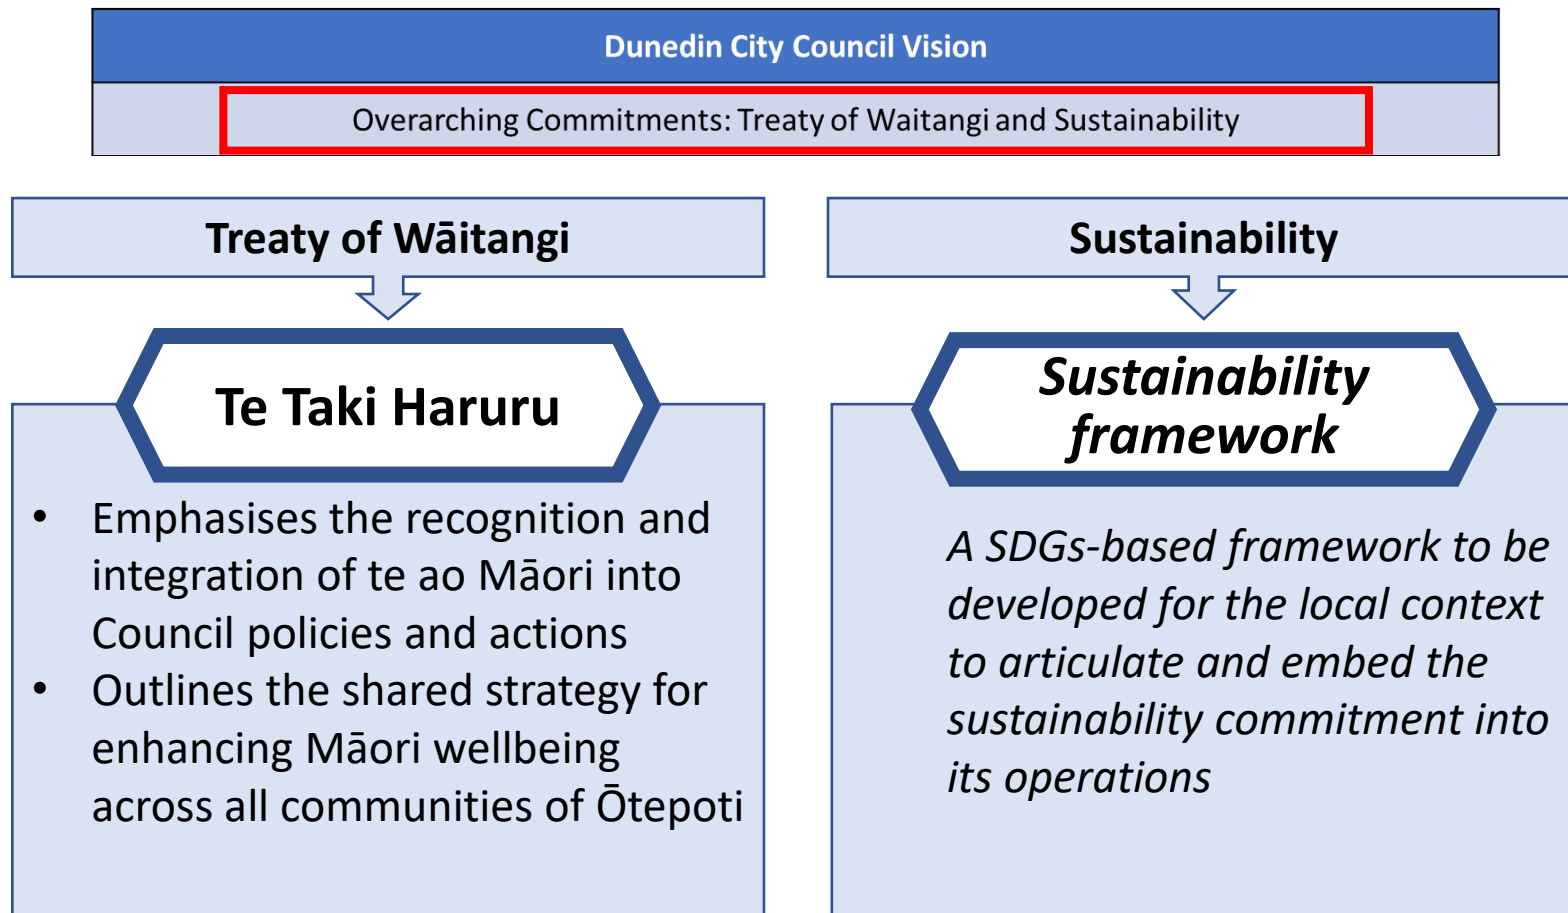 Dunedin City Council Vision
Overarching Commitments: Treaty of Waitangi and Sustainability
Treaty of Wāitangi
Te Taki Haruru
• Emphasises the recognition and
integration of te ao Māori into
Council policies and actions
• Outlines the shared strategy for
enhancing Māori wellbeing
across all communities of Ōtepoti
Sustainability
Sustainability
framework
A SDGs-based framework to be
developed for the local context
to articulate and embed the
sustainability commitment into
its operations